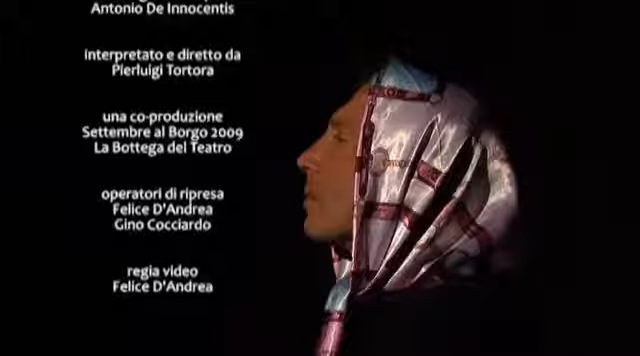 Antonio De Innocentis
interpretato e diretto da
Pierluigi Tortora
una co-produzione
Settembre al Borgo 2009
La Bottega del Teatro
operatori di ripresa
Felice D'Andrea
Gino Cocciardo
regia video
Felice D'Andrea